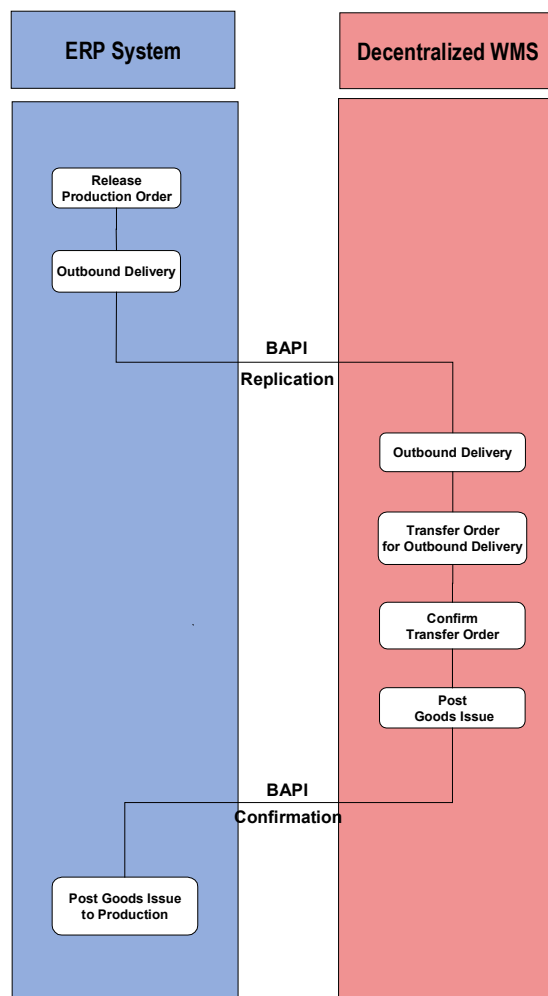 ERP System
Decentralized WMS
Release
Production Order
Outbound Delivery
BAPI
Replication
Outbound Delivery
Transfer Order
for Outbound Delivery
Confirm
Transfer Order
Post
Goods Issue
BAPI
Confirmation
Post Goods Issue
to Production